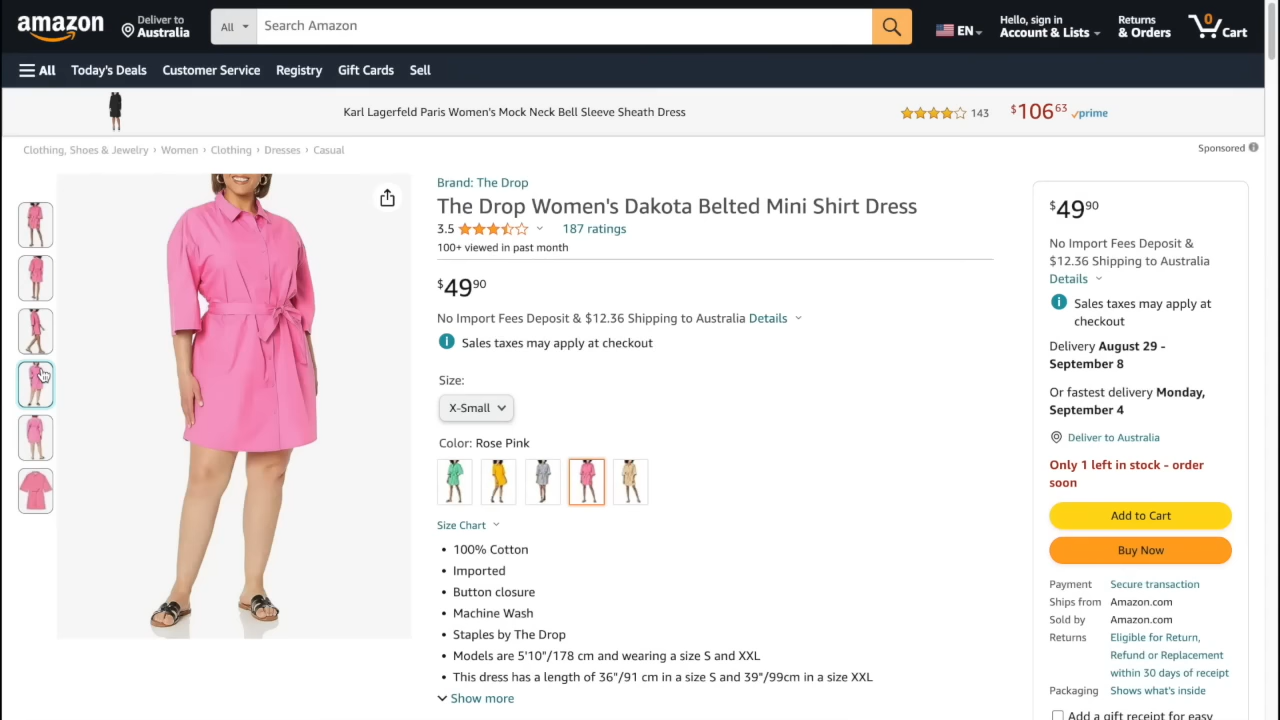 amazon
Deliver to
Australia
All
Search Amazon
EN
Hello, sign in
Account & Lists
Returns
& Orders
0
Cart
All
Today's Deals
Customer Service
Registry
Gift Cards
Sell
Karl Lagerfeld Paris Women's Mock Neck Bell Sleeve Sheath Dress
143
$106 63
prime
Clothing, Shoes & Jewelry › Women › Clothing › Dresses › Casual
Sponsored
Brand: The Drop
The Drop Women's Dakota Belted Mini Shirt Dress
3.5
187 ratings
100+ viewed in past month
$49 90
No Import Fees Deposit & $12.36 Shipping to Australia Details
Sales taxes may apply at checkout
Size:
X-Small
Color: Rose Pink
Size Chart
• 100% Cotton
• Imported
• Button closure
• Machine Wash
• Staples by The Drop
• Models are 5'10"/178 cm and wearing a size S and XXL
• This dress has a length of 36"/91 cm in a size S and 39"/99cm in a size XXL
Show more
$49 90
No Import Fees Deposit &
$12.36 Shipping to Australia
Details
Sales taxes may apply at
checkout
Delivery August 29 -
September 8
Or fastest delivery Monday,
September 4
Deliver to Australia
Only 1 left in stock - order
soon
Add to Cart
Buy Now
Payment Secure transaction
Ships from Amazon.com
Sold by Amazon.com
Returns Eligible for Return,
Refund or Replacement
within 30 days of receipt
Packaging Shows what's inside
Add a gift receipt for easy